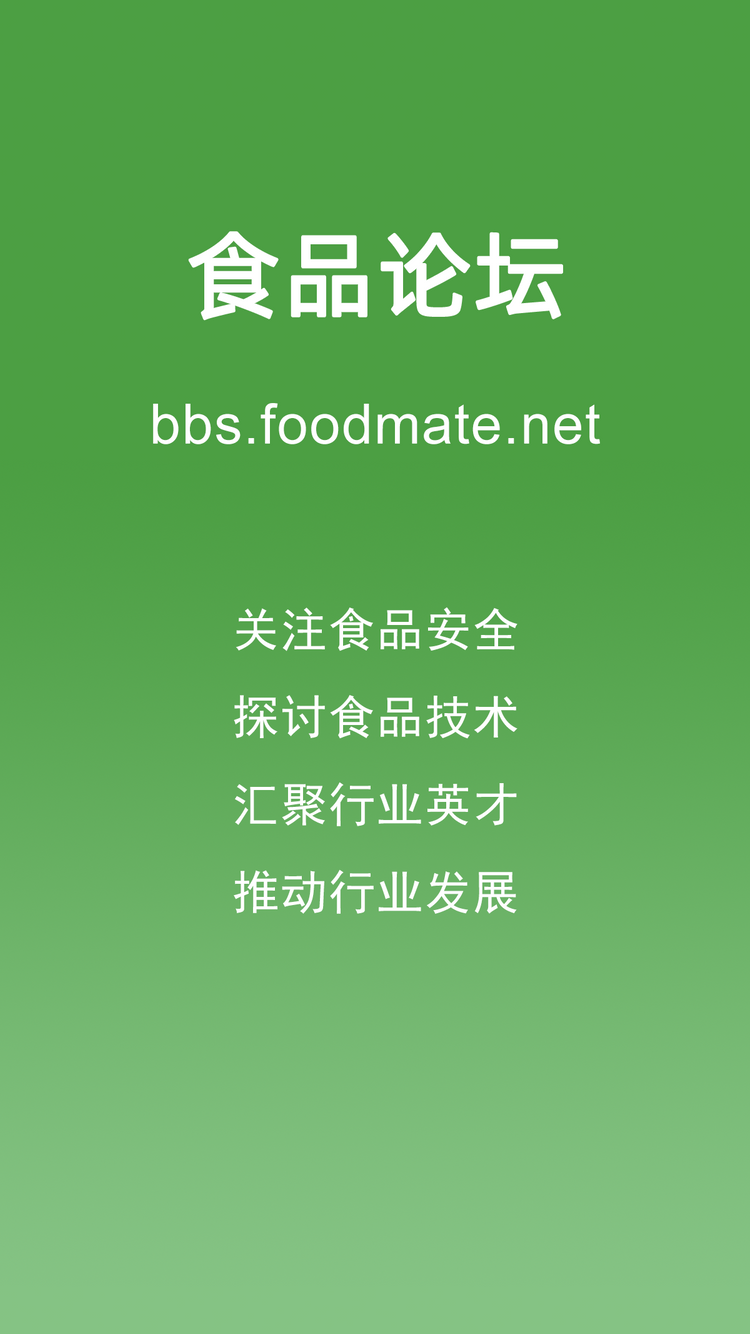 食品论坛
bbs.foodmate.net
关注食品安全
探讨食品技术
汇聚行业英才
推动行业发展